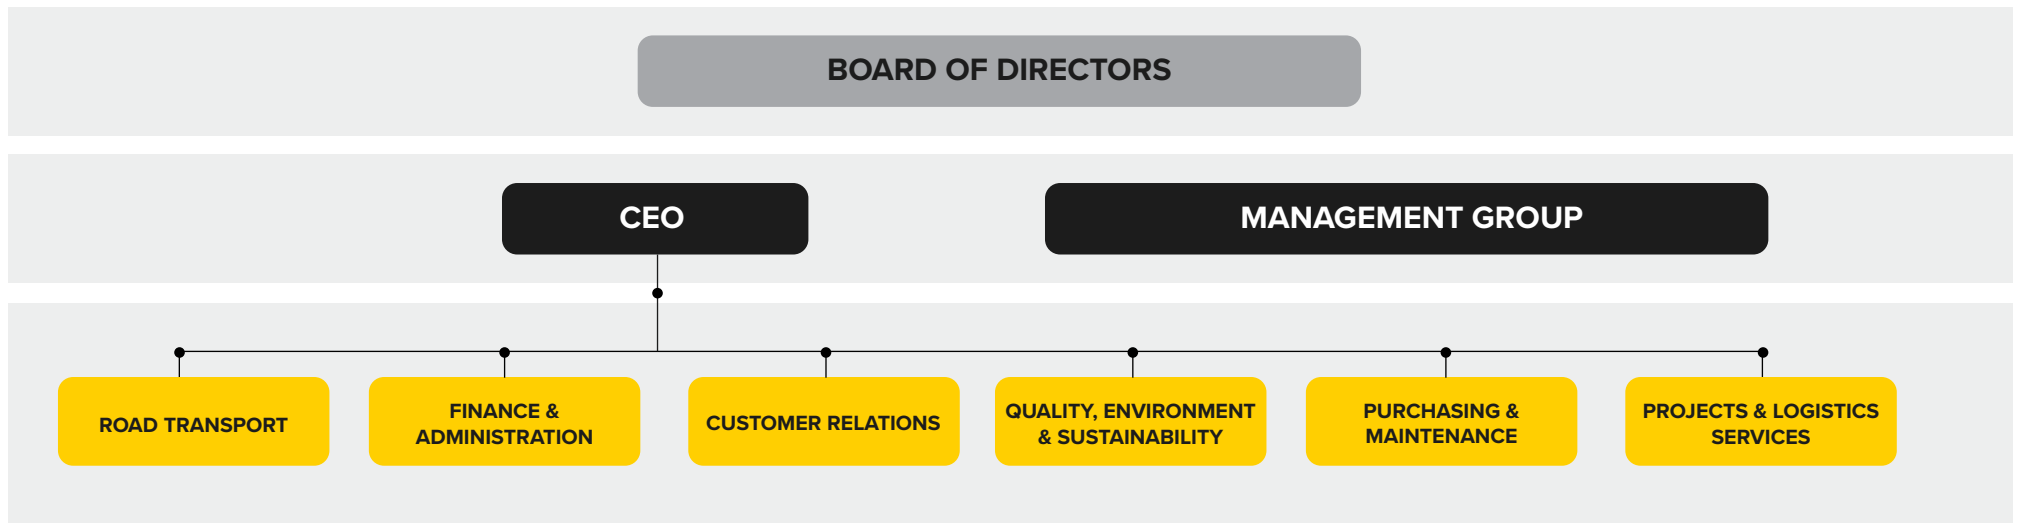 BOARD OF DIRECTORS
CEO
MANAGEMENT GROUP
ROAD TRANSPORT
FINANCE &
ADMINISTRATION
CUSTOMER RELATIONS
QUALITY, ENVIRONMENT
& SUSTAINABILITY
PURCHASING &
MAINTENANCE
PROJECTS & LOGISTICS
SERVICES